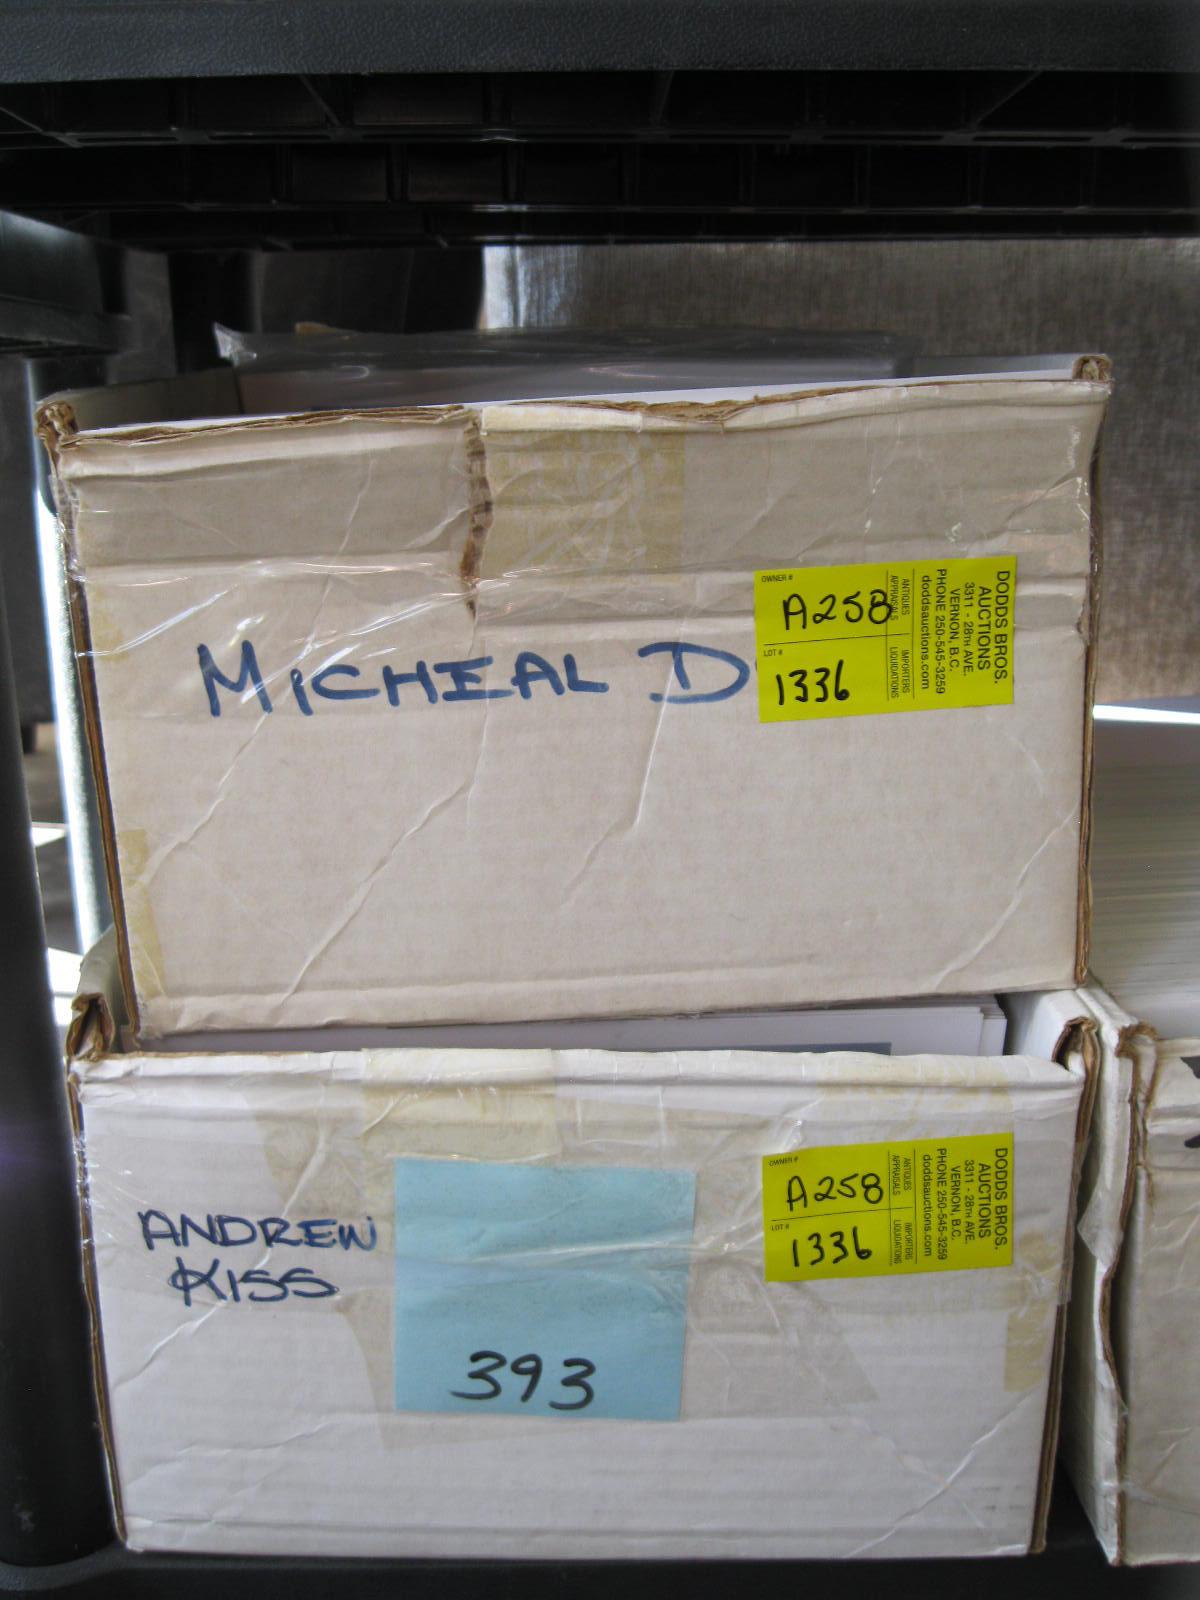 MICHEAL D
OWNER #
A258
LOT #
1336
ANTIQUES
APPRAISALS
IMPORTERS
LIQUIDATIONS
DODDS BROS.
AUCTIONS
3311 - 28TH AVE.
VERNON, B.C.
PHONE 250-545-3259
doddsauctions.com
ANDREW
KISS
393
OWNER #
A258
LOT #
1336
ANTIQUES
APPRAISALS
IMPORTERS
LIQUIDATIONS
DODDS BROS.
AUCTIONS
3311 - 28TH AVE.
VERNON, B.C.
PHONE 250-545-3259
doddsauctions.com